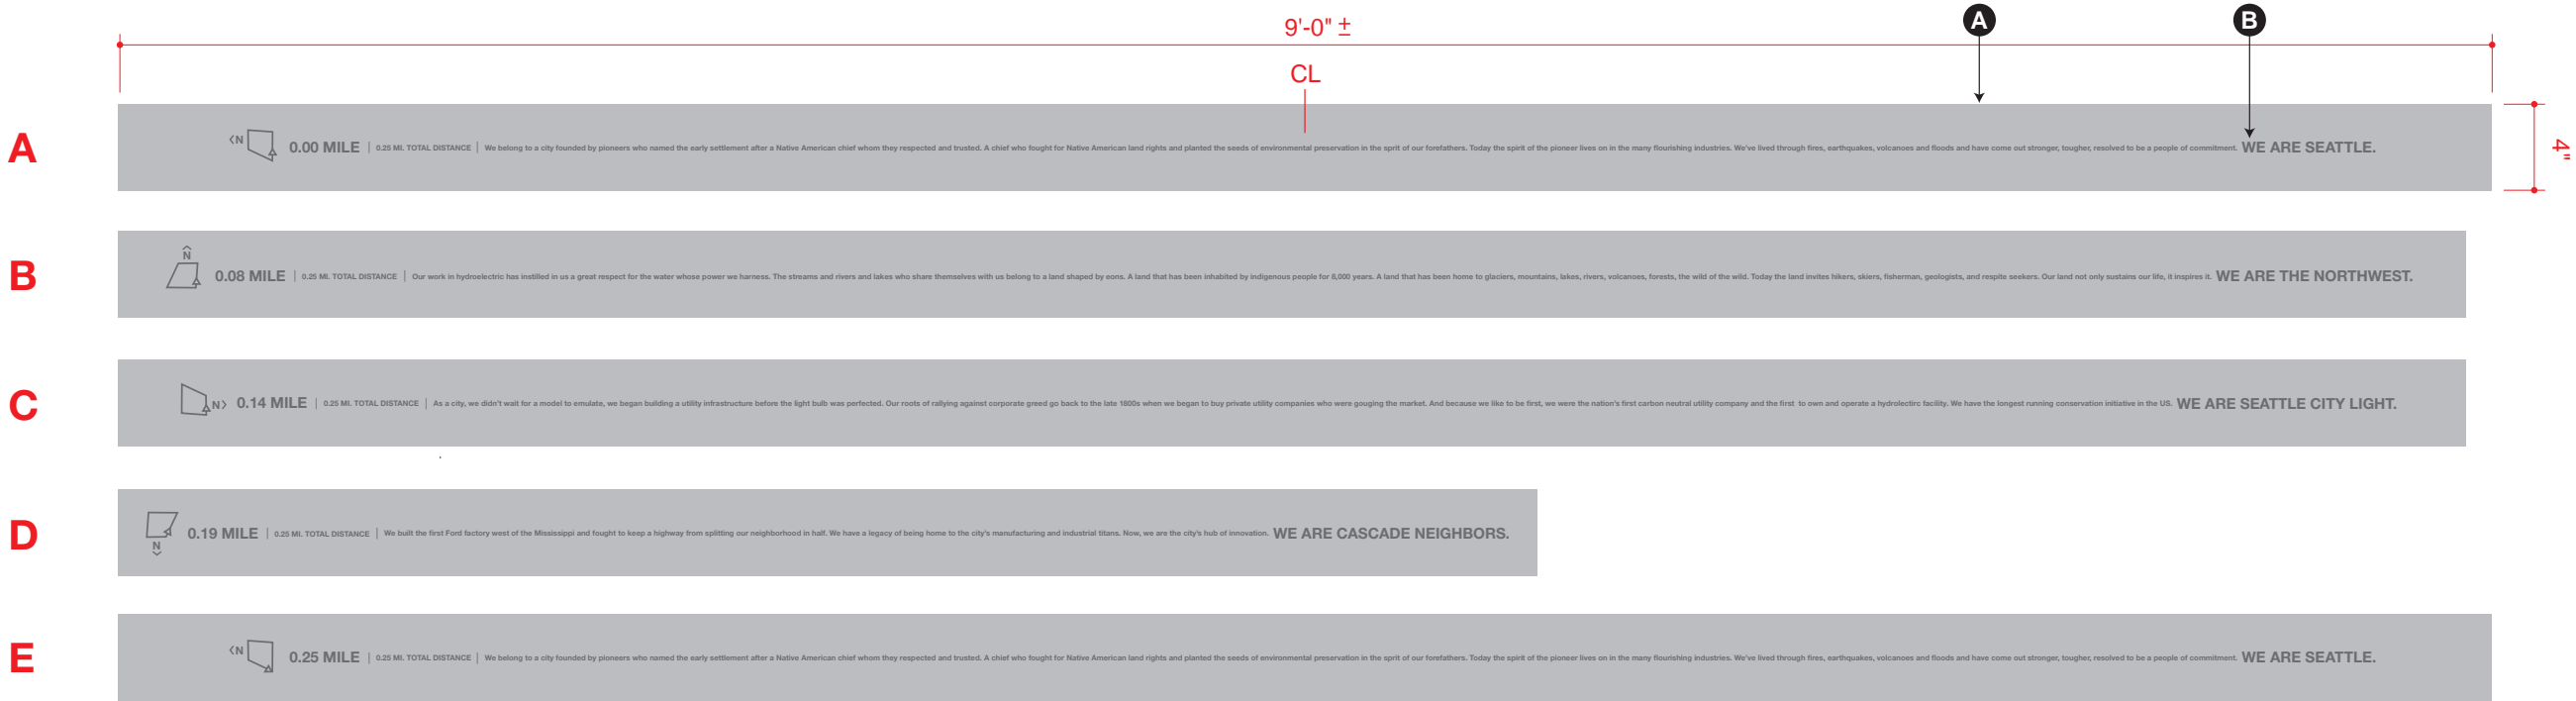 9'-0" ±
A
B
CL
A
<N 0.00 MILE | 0.25 MI. TOTAL DISTANCE | We belong to a city founded by pioneers who named the early settlement after a Native American chief whom they respected and trusted. A chief who fought for Native American land rights and planted the seeds of environmental preservation in the sprit of our forefathers. Today the spirit of the pioneer lives on in the many flourishing industries. We've lived through fires, earthquakes, volcanoes and floods and have come out stronger, tougher, resolved to be a people of commitment. WE ARE SEATTLE.
4"
B
N 0.08 MILE | 0.25 MI. TOTAL DISTANCE | Our work in hydroelectric has instilled in us a great respect for the water whose power we harness. The streams and rivers and lakes who share themselves with us belong to a land shaped by eons. A land that has been inhabited by indigenous people for 8,000 years. A land that has been home to glaciers, mountains, lakes, rivers, volcanoes, forests, the wild of the wild. Today the land invites hikers, skiers, fisherman, geologists, and respite seekers. Our land not only sustains our life, it inspires it. WE ARE THE NORTHWEST.
C
N> 0.14 MILE | 0.25 MI. TOTAL DISTANCE | As a city, we didn't wait for a model to emulate, we began building a utility infrastructure before the light bulb was perfected. Our roots of rallying against corporate greed go back to the late 1800s when we began to buy private utility companies who were gouging the market. And because we like to be first, we were the nation's first carbon neutral utility company and the first to own and operate a hydrolectirc facility. We have the longest running conservation initiative in the US. WE ARE SEATTLE CITY LIGHT.
D
N 0.19 MILE | 0.25 MI. TOTAL DISTANCE | We built the first Ford factory west of the Mississippi and fought to keep a highway from splitting our neighborhood in half. We have a legacy of being home to the city's manufacturing and industrial titans. Now, we are the city's hub of innovation. WE ARE CASCADE NEIGHBORS.
E
<N 0.25 MILE | 0.25 MI. TOTAL DISTANCE | We belong to a city founded by pioneers who named the early settlement after a Native American chief whom they respected and trusted. A chief who fought for Native American land rights and planted the seeds of environmental preservation in the sprit of our forefathers. Today the spirit of the pioneer lives on in the many flourishing industries. We've lived through fires, earthquakes, volcanoes and floods and have come out stronger, tougher, resolved to be a people of commitment. WE ARE SEATTLE.